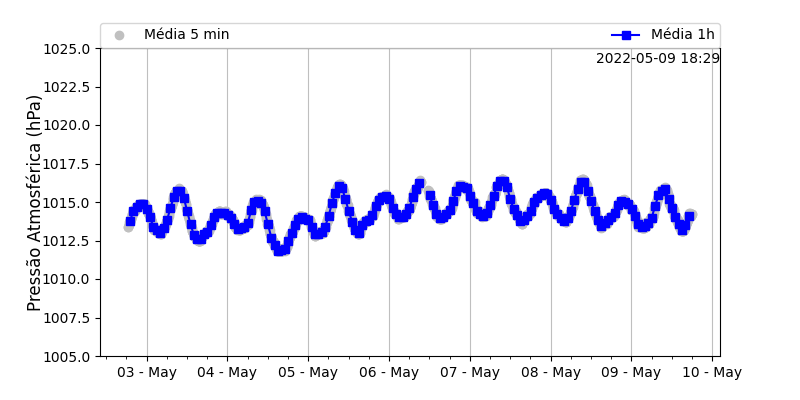 Média 5 min
Média 1h
2022-05-09 18:29
Pressão Atmosférica (hPa)
1025.0
1022.5
1020.0
1017.5
1015.0
1012.5
1010.0
1007.5
1005.0
03 - May
04 - May
05 - May
06 - May
07 - May
08 - May
09 - May
10 - May